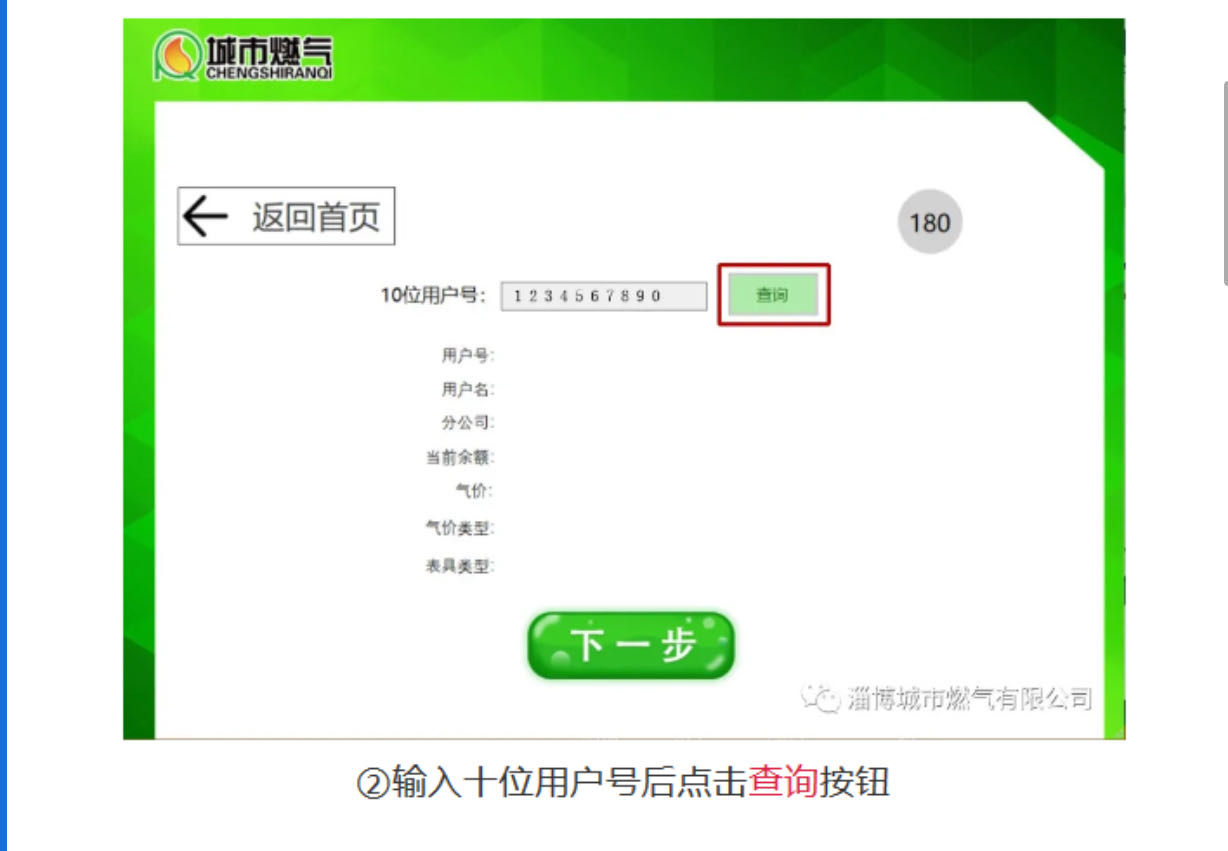 城市燃气
CHENGSHIRANQI
返回首页
180
10位用户号: 1234567890 查询
用户号:
用户名:
分公司:
当前余额:
气价:
气价类型:
表具类型:
下一步
淄博城市燃气有限公司
②输入十位用户号后点击查询按钮